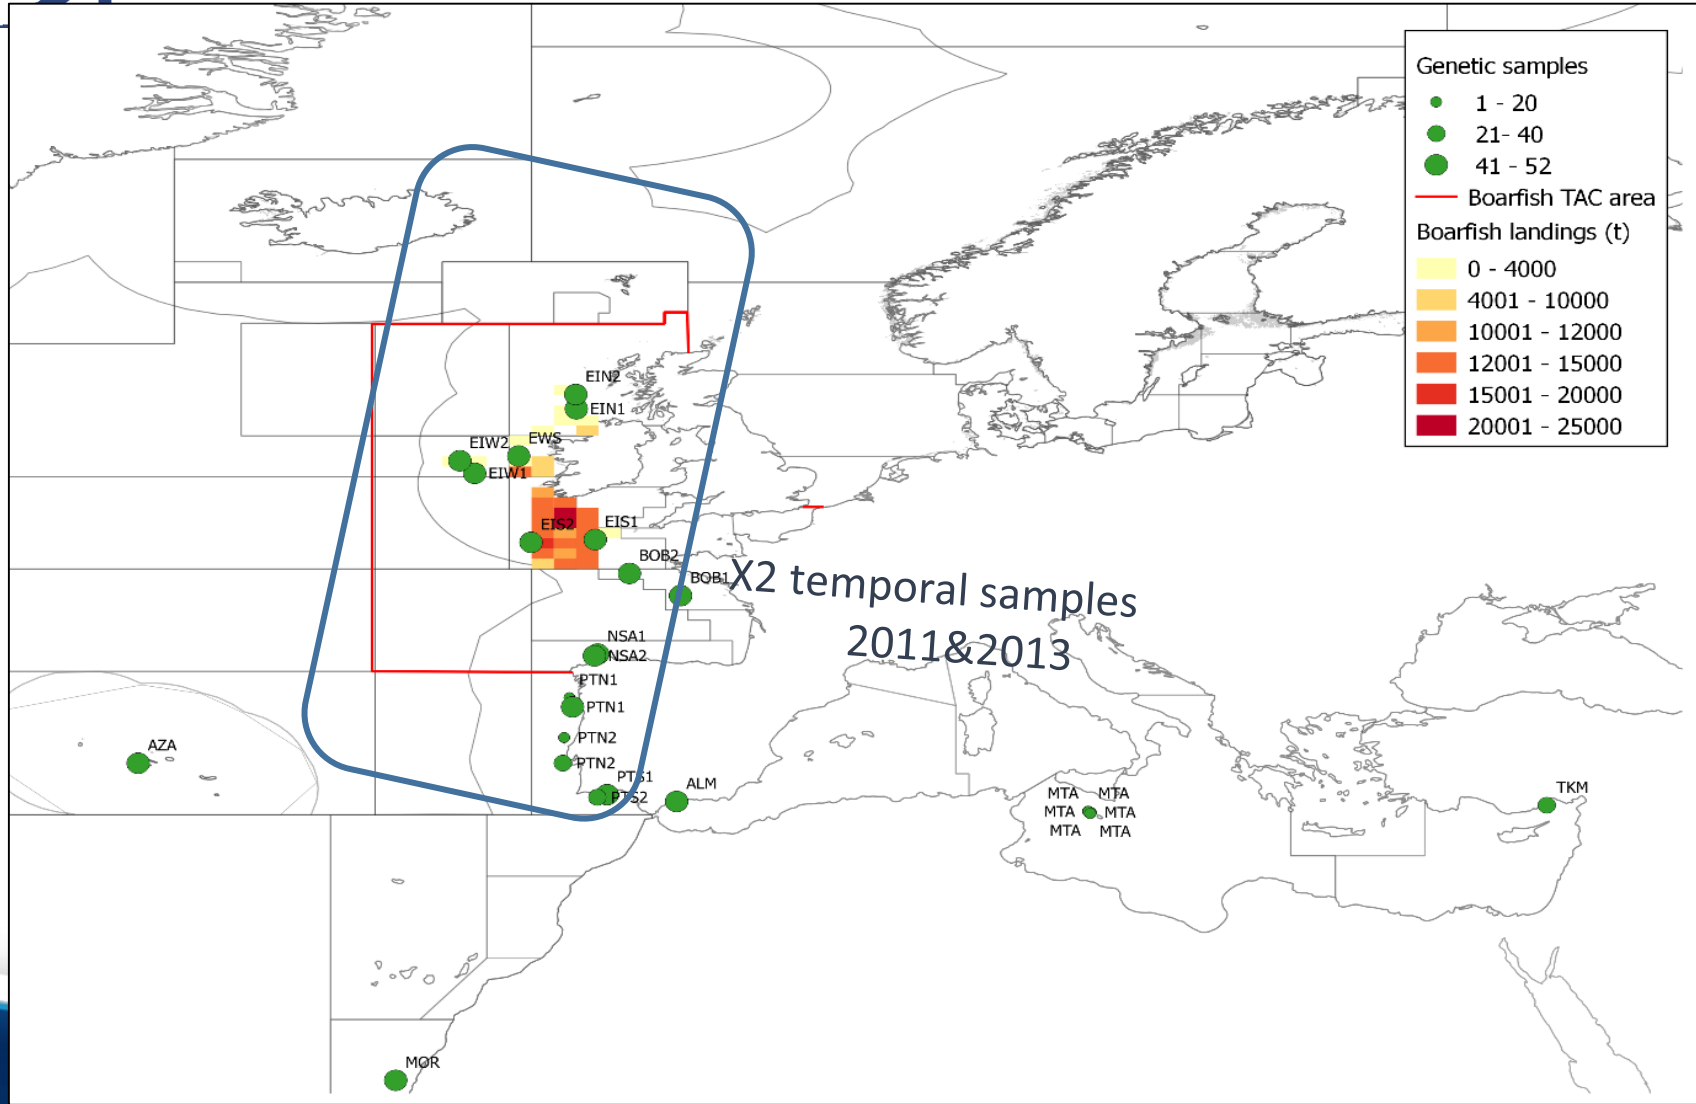 Genetic samples
1 - 20
21- 40
41 - 52
Boarfish TAC area
Boarfish landings (t)
0 - 4000
4001 - 10000
10001 - 12000
12001 - 15000
15001 - 20000
20001 - 25000
EIN2
EIN1
EIW2
EWS
EIW1
EIS2
EIS1
BOB2
BOB1
X2 temporal samples
2011&2013
NSA1
NSA2
PTN1
PTN1
PTN2
PTN2
PTS1
PTS2
AZA
ALM
MTA MTA
MTA MTA
MTA MTA
TKM
MOR